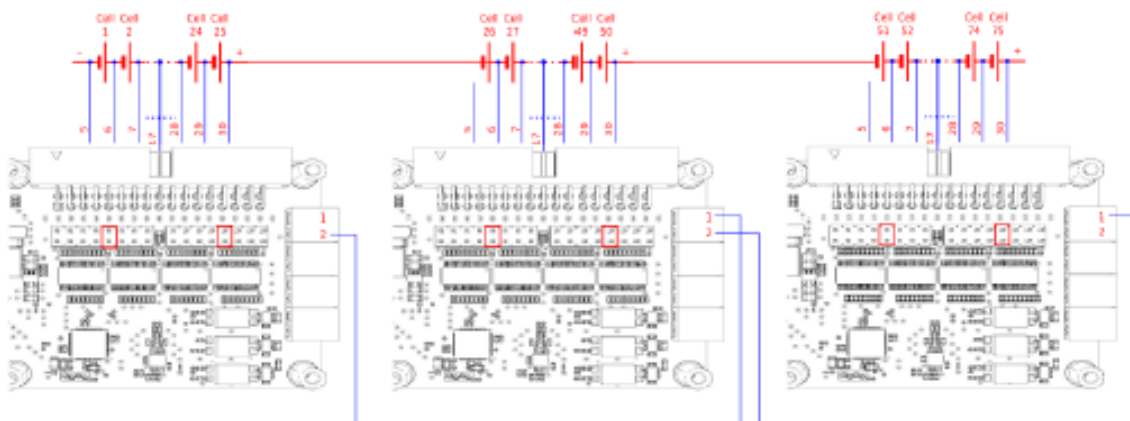 Cell 1
Cell 2
Cell 24
Cell 25
Cell 26
Cell 27
Cell 49
Cell 50
Cell 51
Cell 52
Cell 74
Cell 75
- +
+
+
5 6 7 17 28 29 30
6 7 17 28 29 30
5 6 7 17 28 29 30
1
2
2
1
2